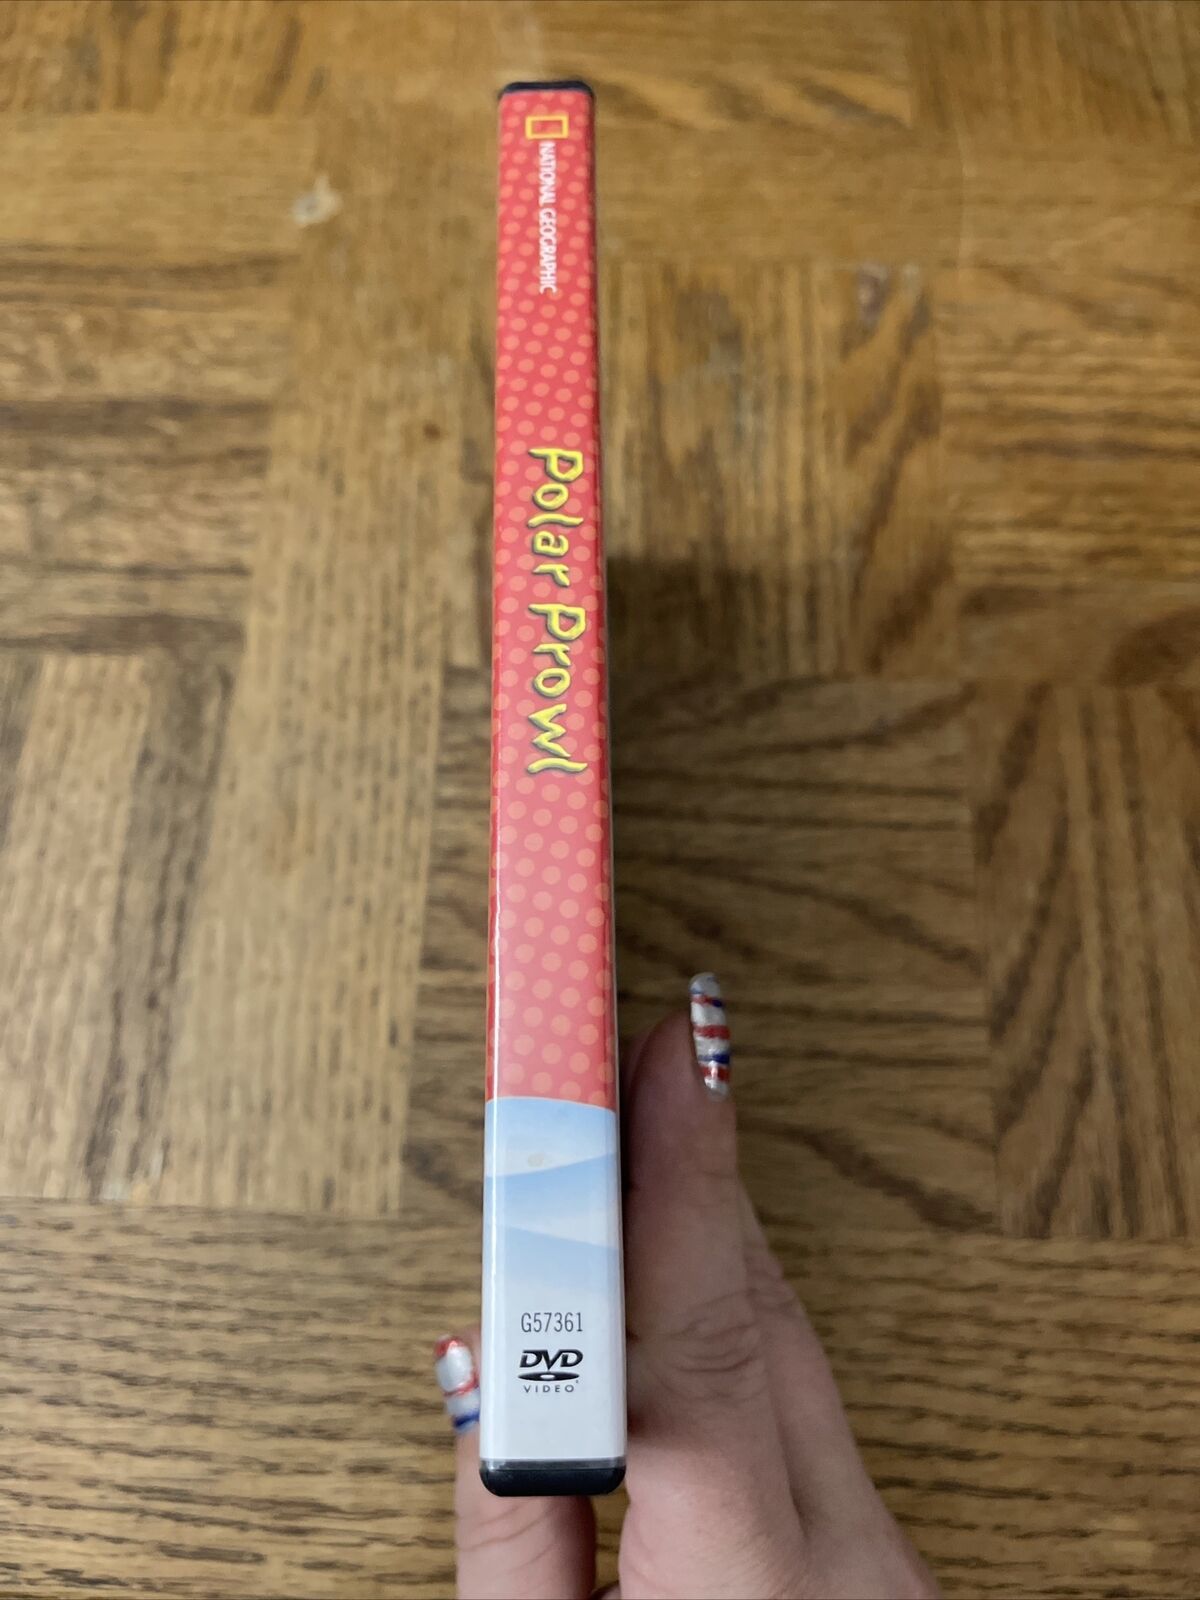 NATIONAL GEOGRAPHIC
Polar Prowl
G57361
DVD
VIDEO